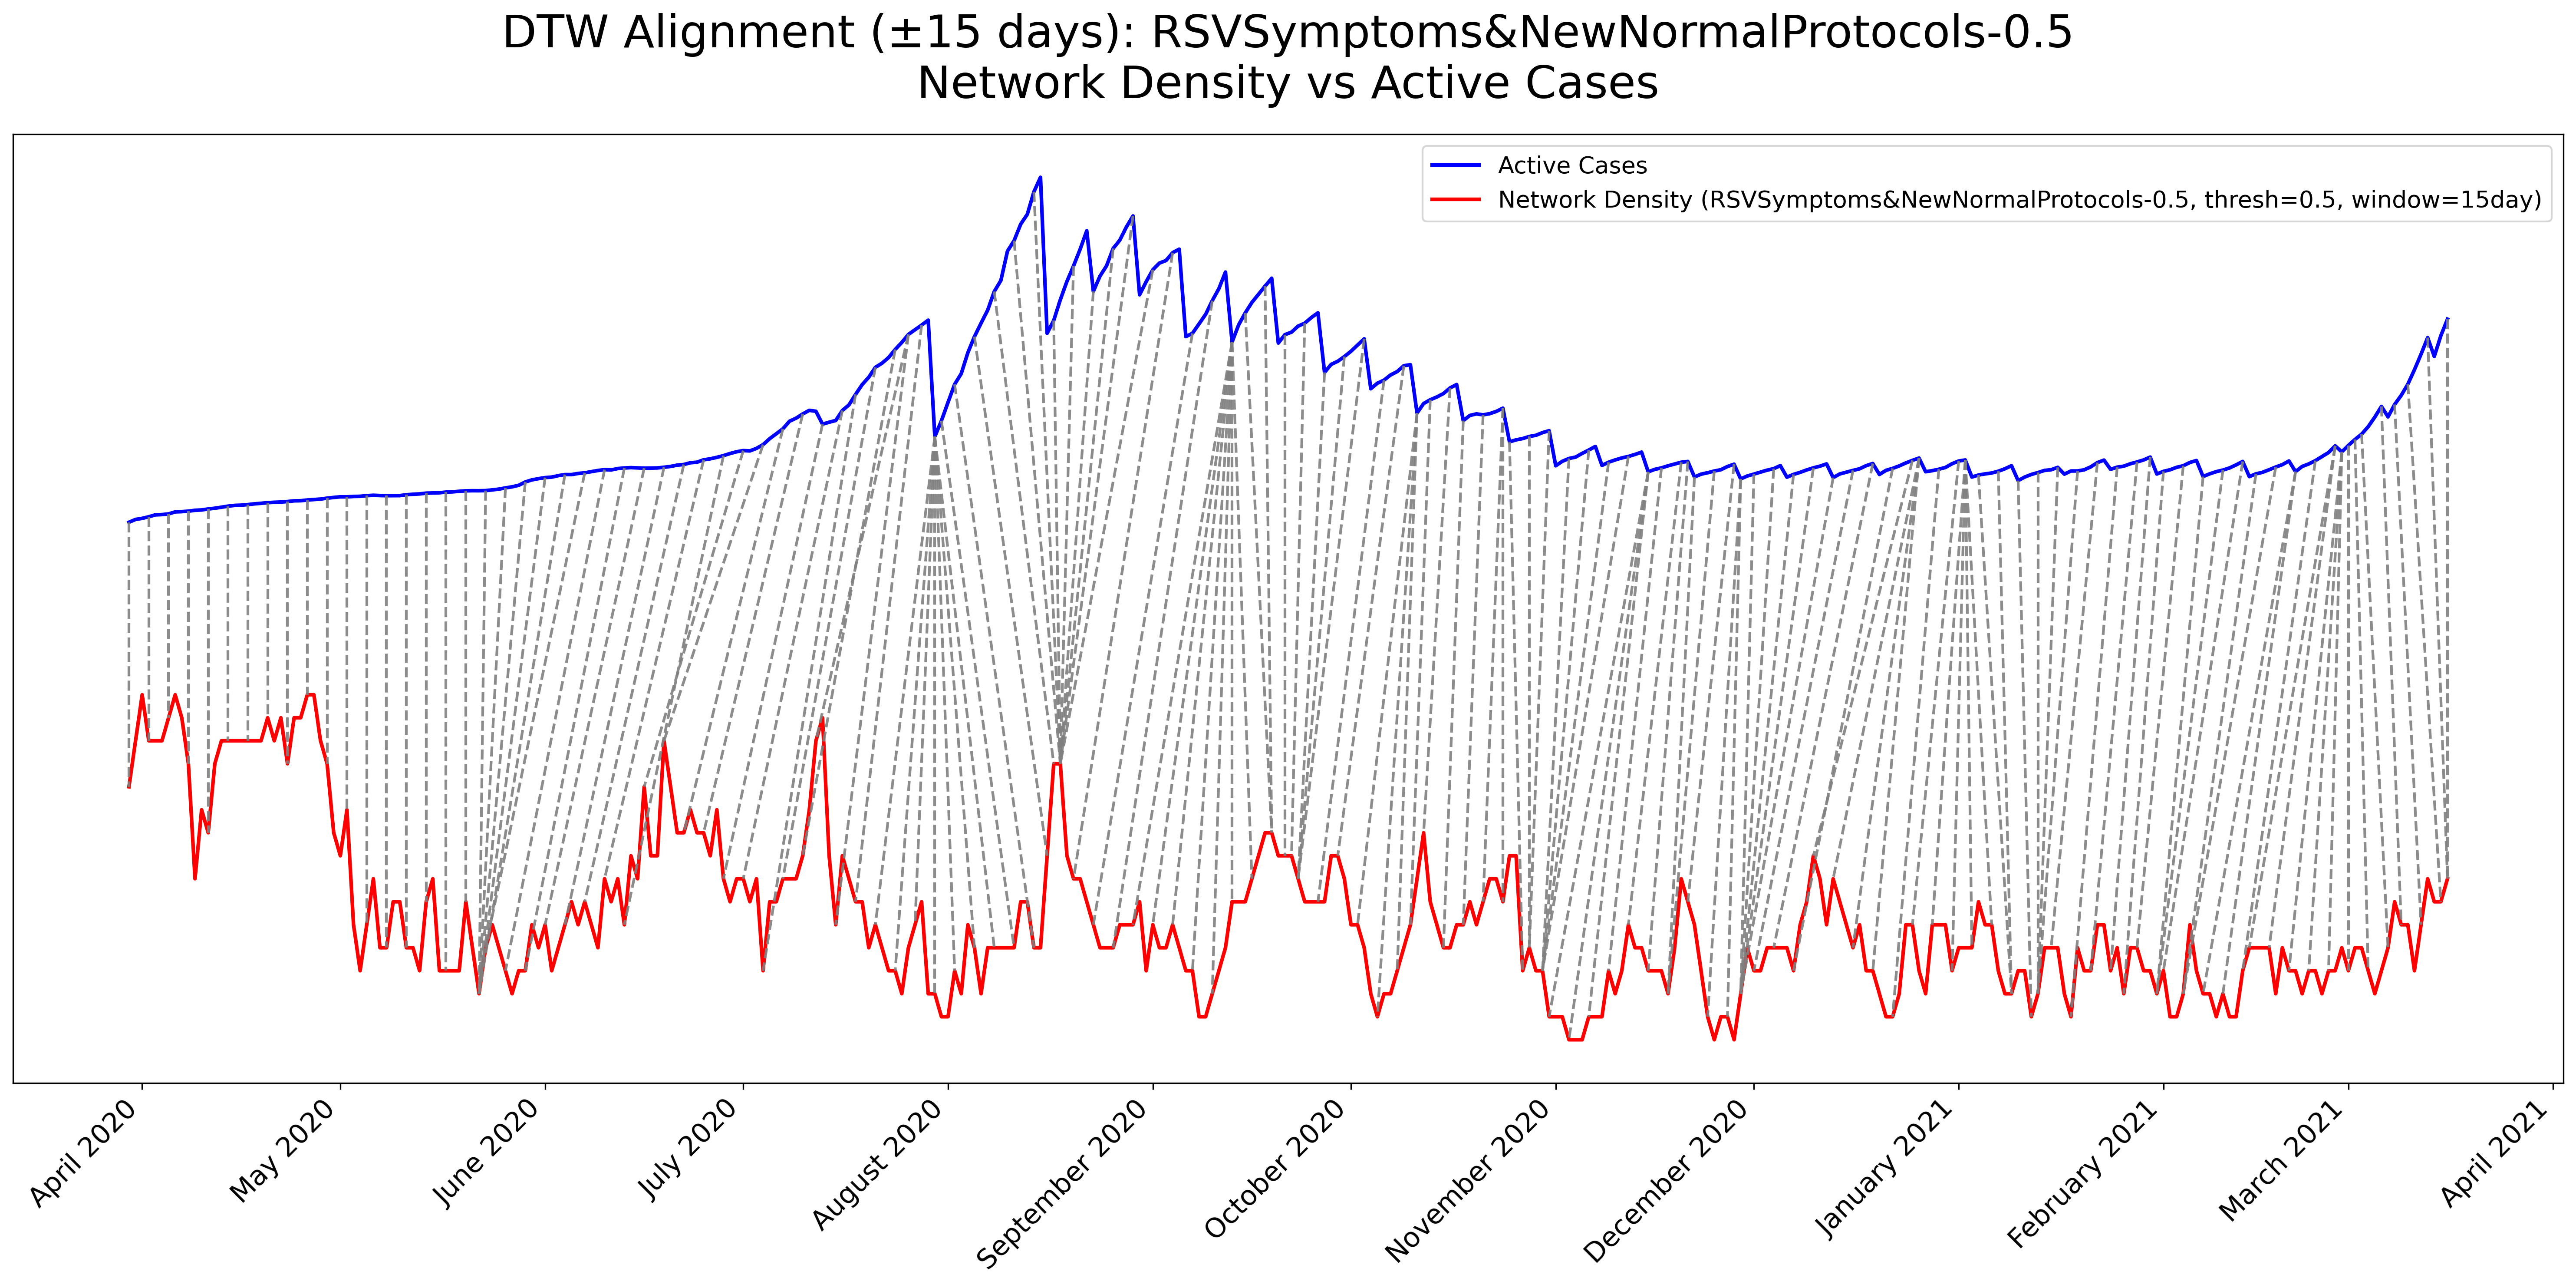 DTW Alignment (±15 days): RSVSymptoms&NewNormalProtocols-0.5
Network Density vs Active Cases
Active Cases
Network Density (RSVSymptoms&NewNormalProtocols-0.5, thresh=0.5, window=15day)
April 2020
May 2020
June 2020
July 2020
August 2020
September 2020
October 2020
November 2020
December 2020
January 2021
February 2021
March 2021
April 2021